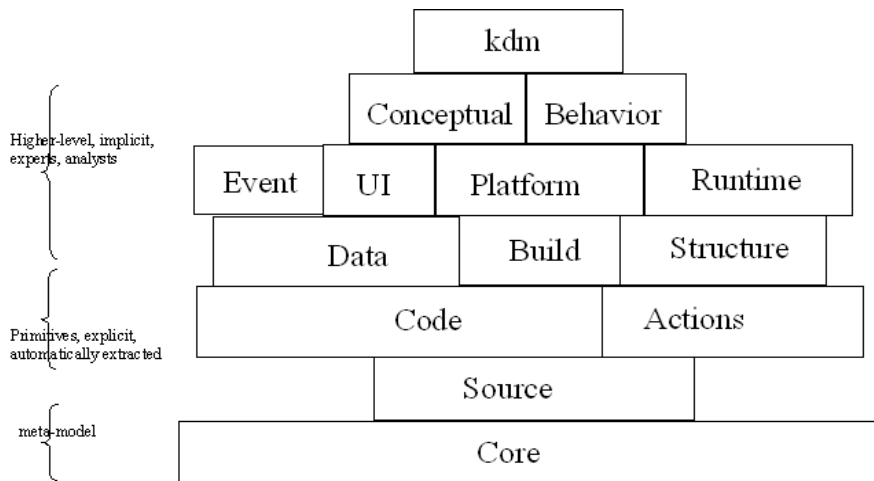 kdm
Conceptual
Behavior
Higher-level, implicit,
experts, analysts
Event
UI
Platform
Runtime
Data
Build
Structure
Primitives, explicit,
automatically extracted
Code
Actions
Source
meta-model
Core